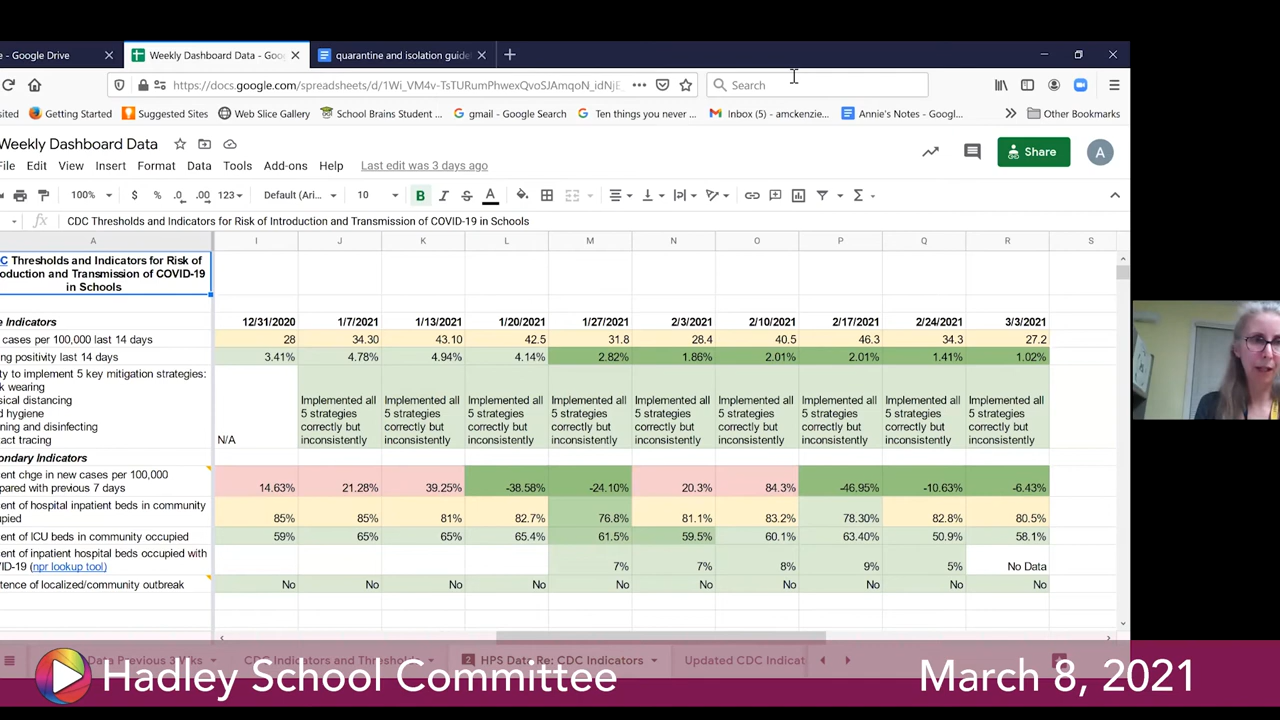 e - Google Drive
Weekly Dashboard Data - Goo
quarantine and isolation guide
https://docs.google.com/spreadsheets/d/1Wi_VM4v-TsTURumPhwexQvoSJAmqoN_idNjE
Search
sited
Getting Started
Suggested Sites
Web Slice Gallery
School Brains Student...
gmail - Google Search
Ten things you may never ...
Inbox (5) - amckenzie...
Annie's Notes - Googl...
Other Bookmarks
Weekly Dashboard Data
File Edit View Insert Format Data Tools Add-ons Help Last edit was 3 days ago
Share
A
100% $ % .0 .00 123 Default (Ari... 10 B I S A
fx CDC Thresholds and Indicators for Risk of Introduction and Transmission of COVID-19 in Schools
A I J K L M N O P Q R S
C Thresholds and Indicators for Risk of
oduction and Transmission of COVID-19
in Schools
e Indicators 12/31/2020 1/7/2021 1/13/2021 1/20/2021 1/27/2021 2/3/2021 2/10/2021 2/17/2021 2/24/2021 3/3/2021
cases per 100,000 last 14 days 28 34.30 43.10 42.5 31.8 28.4 40.5 46.3 34.3 27.2
ng positivity last 14 days 3.41% 4.78% 4.94% 4.14% 2.82% 1.86% 2.01% 2.01% 1.41% 1.02%
ty to implement 5 key mitigation strategies:
k wearing
sical distancing
d hygiene
ning and disinfecting
tact tracing
N/A
Implemented all 5 strategies correctly but inconsistently
Implemented all 5 strategies correctly but inconsistently
Implemented all 5 strategies correctly but inconsistently
Implemented all 5 strategies correctly but inconsistently
Implemented all 5 strategies correctly but inconsistently
Implemented all 5 strategies correctly but inconsistently
Implemented all 5 strategies correctly but inconsistently
Implemented all 5 strategies correctly but inconsistently
Implemented all 5 strategies correctly but inconsistently
ondary Indicators
ent chge in new cases per 100,000
pared with previous 7 days 14.63% 21.28% 39.25% -38.58% -24.10% 20.3% 84.3% -46.95% -10.63% -6.43%
ent of hospital inpatient beds in community
upied 85% 85% 81% 82.7% 76.8% 81.1% 83.2% 78.30% 82.8% 80.5%
ent of ICU beds in community occupied 59% 65% 65% 65.4% 61.5% 59.5% 60.1% 63.40% 50.9% 58.1%
ent of inpatient hospital beds occupied with
VID-19 (npr lookup tool) 7% 7% 8% 9% 5% No Data
tence of localized/community outbreak No No No No No No No No No No
Data Previous 3 Wks
CDC Indicators and Thresholds
2 HPS Data Re: CDC Indicators
Updated CDC Indicat
Hadley School Committee
March 8, 2021